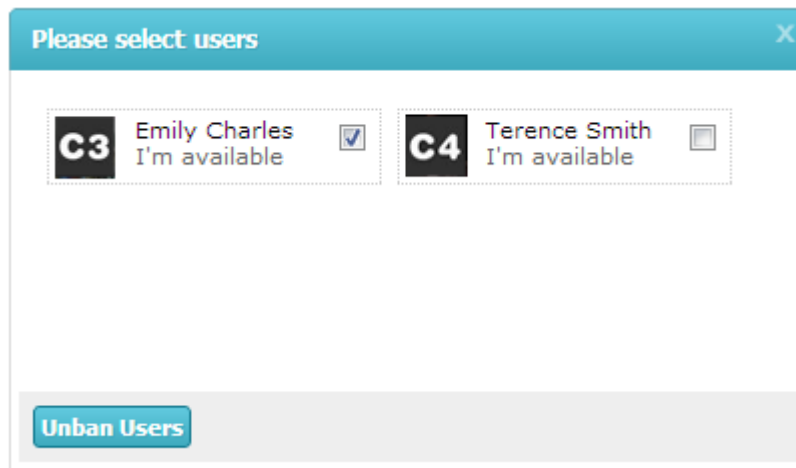 Please select users
x
C3
Emily Charles
I'm available
C4
Terence Smith
I'm available
Unban Users